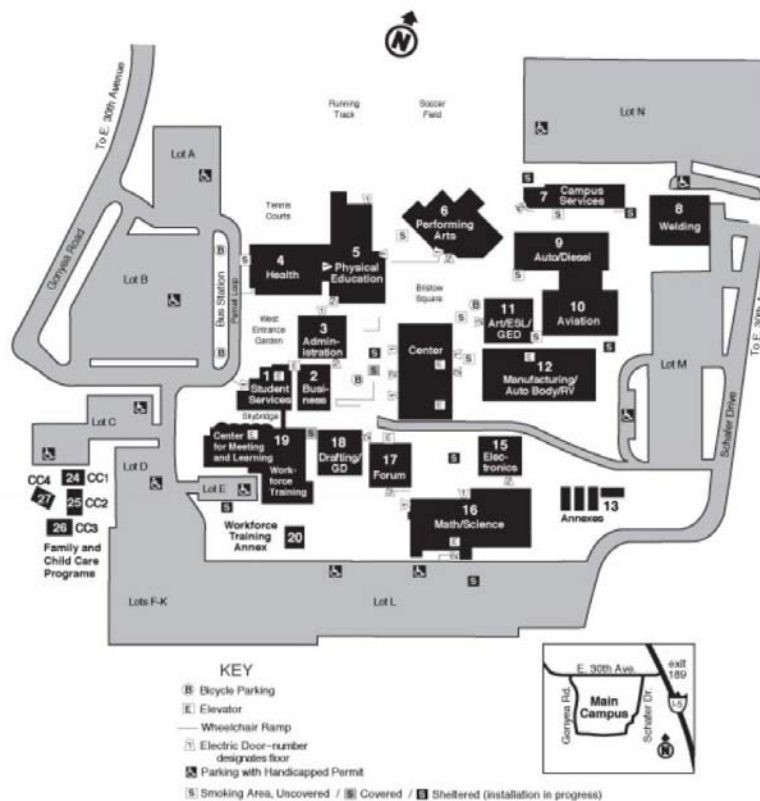 N
To E. 30th Avenue
Running
Track
Soccer
Field
Lot N
Lot A
Tennis
Courts
7 Campus
Services
8
Welding
6
Performing
Arts
4
Health
5
Physical
Education
9
Auto/Diesel
Gonyea Road
Lot B
Bus Station
B
B
Bristow
Square
10
Aviation
11
Art/ESL/
GED
West
Entrance
Garden
3
Admin-
istration
Center
E
E
12
Manufacturing/
Auto Body/RV
Lot M
To E. 30th
Schafer Drive
1
Student
Services
2
Busi-
ness
Skybridge
Lot C
Center
for Meeting
and Learning
19
Work-
force
Training
18
Drafting/
GD
17
Forum
15
Elec-
tronics
Lot D
Lot E
CC4
24 CC1
27
25 CC2
26 CC3
Family and
Child Care
Programs
Workforce
Training
Annex
20
16
Math/Science
13
Annexes
Lots F-K
Lot L
KEY
B Bicycle Parking
E Elevator
Wheelchair Ramp
1 Electric Door-number
designates floor
Parking with Handicapped Permit
S Smoking Area, Uncovered / S Covered / S Sheltered (installation in progress)
E. 30th Ave.
exit
189
Gonyea Rd.
Main
Campus
Schafer Dr.
I-5
N